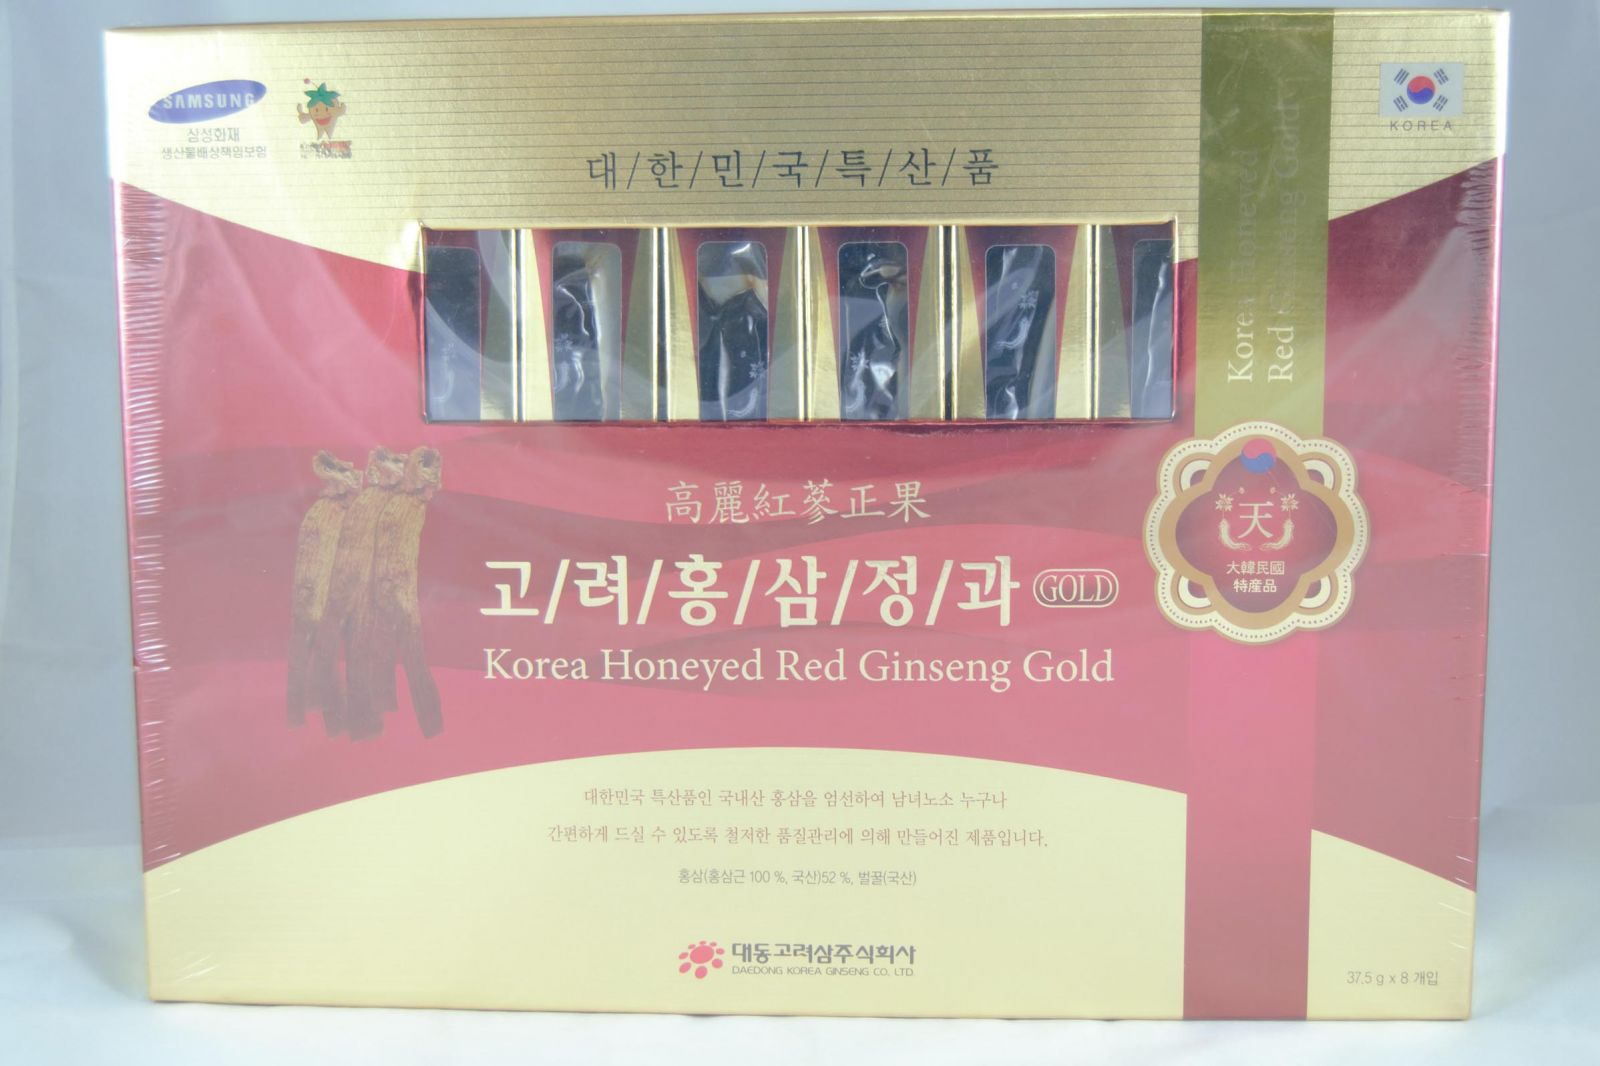 SAMSUNG
삼성화재
생산물배상책임보험
KOREA
대/한/민/국/특/산/품
Korea Honeyed
Red Ginseng Gold
高麗紅蔘正果
고/려/홍/삼/정/과 GOLD
Korea Honeyed Red Ginseng Gold
天
大韓民國
特産品
대한민국 특산품인 국내산 홍삼을 엄선하여 남녀노소 누구나
간편하게 드실 수 있도록 철저한 품질관리에 의해 만들어진 제품입니다.
홍삼(홍삼근 100 %, 국산)52 %, 벌꿀(국산)
대동고려삼주식회사
DAEDONG KOREA GINSENG CO., LTD
37.5 g x 8 개입